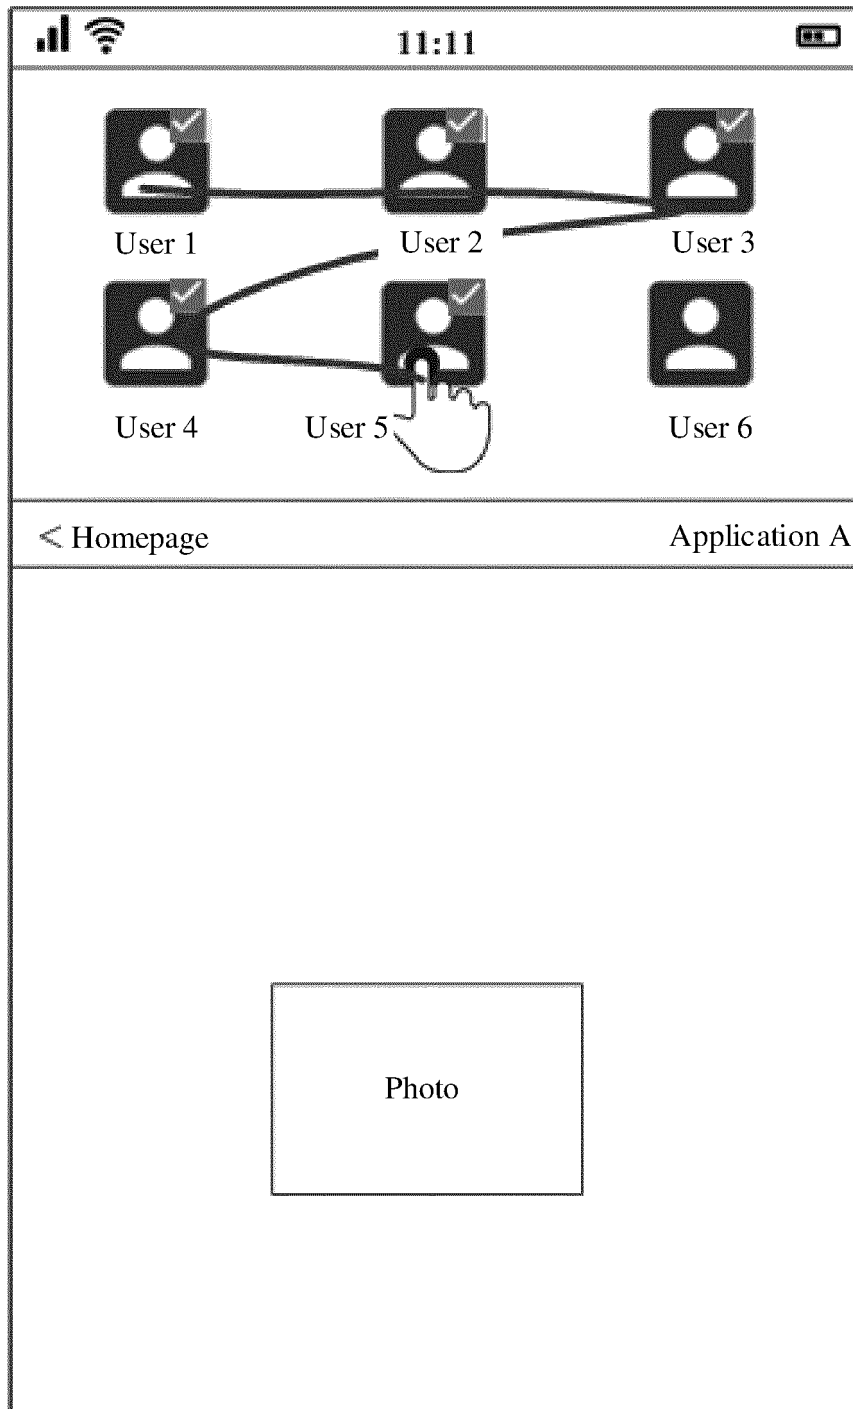 11:11
User 1 User 2 User 3
User 4 User 5 User 6
< Homepage Application A
Photo